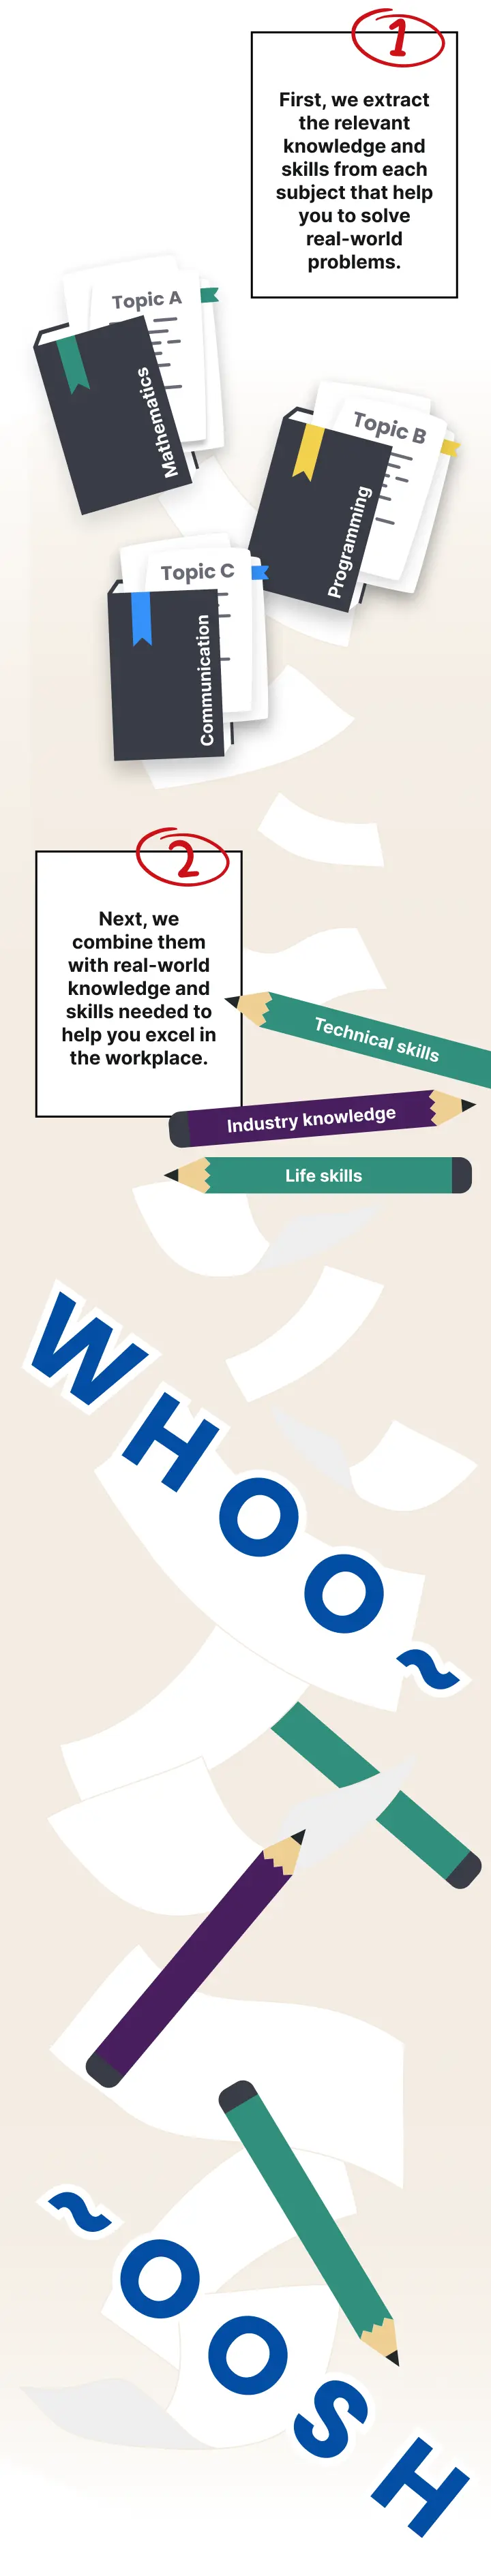 1
First, we extract
the relevant
knowledge and
skills from each
subject that help
you to solve
real-world
problems.
Topic A
Mathematics
Topic B
Programming
Topic C
Communication
2
Next, we
combine them
with real-world
knowledge and
skills needed to
help you excel in
the workplace.
Technical skills
Industry knowledge
Life skills
WHOO~
~OOSH